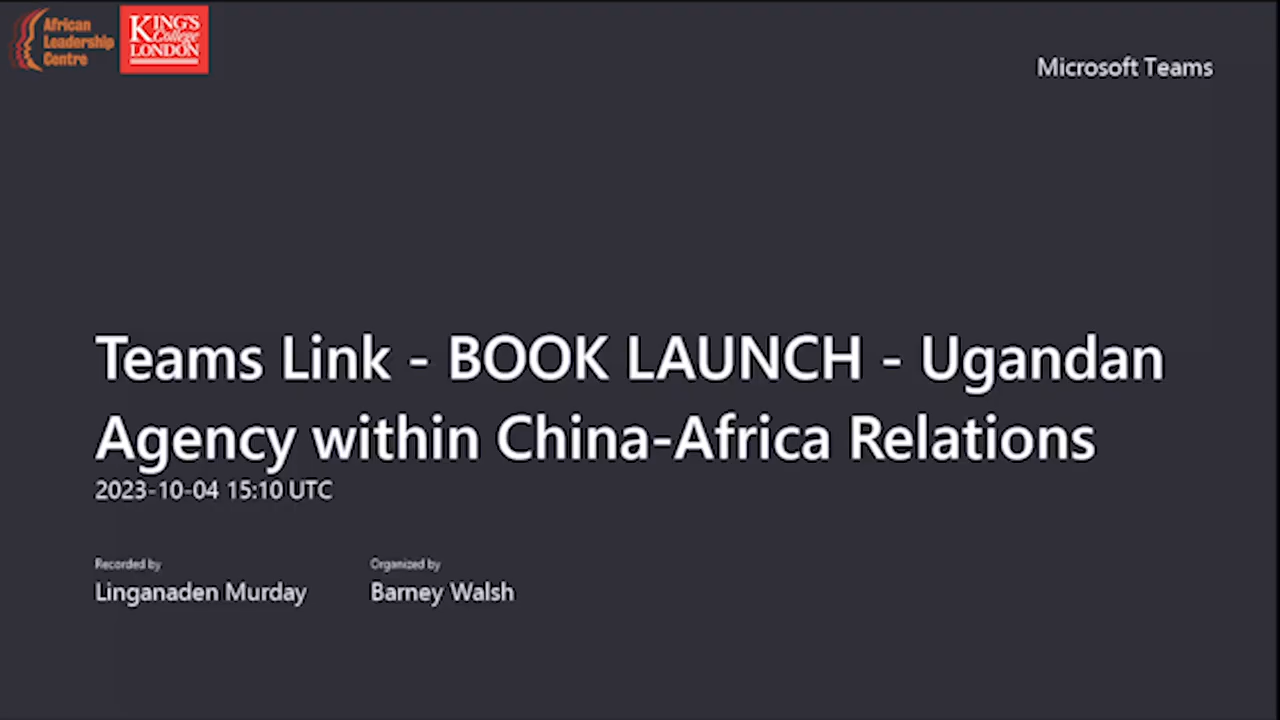 African
Leadership
Centre
KING'S
College
LONDON
Microsoft Teams
Teams Link - BOOK LAUNCH - Ugandan
Agency within China-Africa Relations
2023-10-04 15:10 UTC
Recorded by
Organized by
Linganaden Murday
Barney Walsh